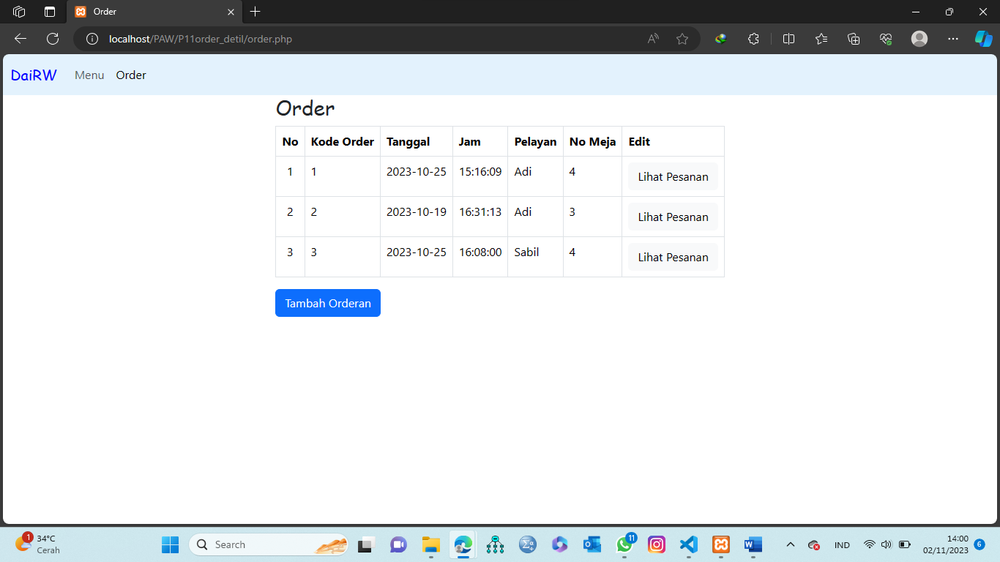 Order
localhost/PAW/P11order_detil/order.php
DaiRW Menu Order
Order
No Kode Order Tanggal Jam Pelayan No Meja Edit
1 1 2023-10-25 15:16:09 Adi 4 Lihat Pesanan
2 2 2023-10-19 16:31:13 Adi 3 Lihat Pesanan
3 3 2023-10-25 16:08:00 Sabil 4 Lihat Pesanan
Tambah Orderan
1 34°C
Cerah
Search
11
IND
14:00
02/11/2023
6